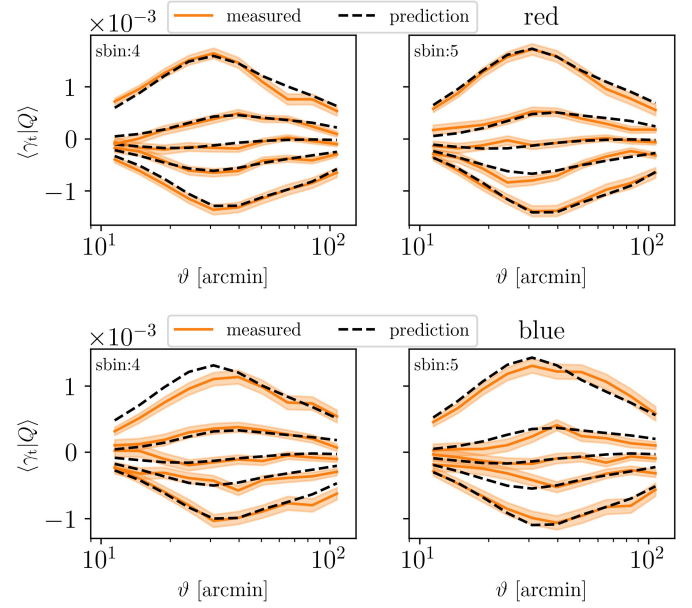 ×10⁻³
measured
prediction
red
sbin:4
sbin:5
⟨γₜ|Q⟩
1
0
−1
10¹
10²
10¹
10²
ϑ [arcmin]
ϑ [arcmin]
×10⁻³
measured
prediction
blue
sbin:4
sbin:5
⟨γₜ|Q⟩
1
0
−1
10¹
10²
10¹
10²
ϑ [arcmin]
ϑ [arcmin]